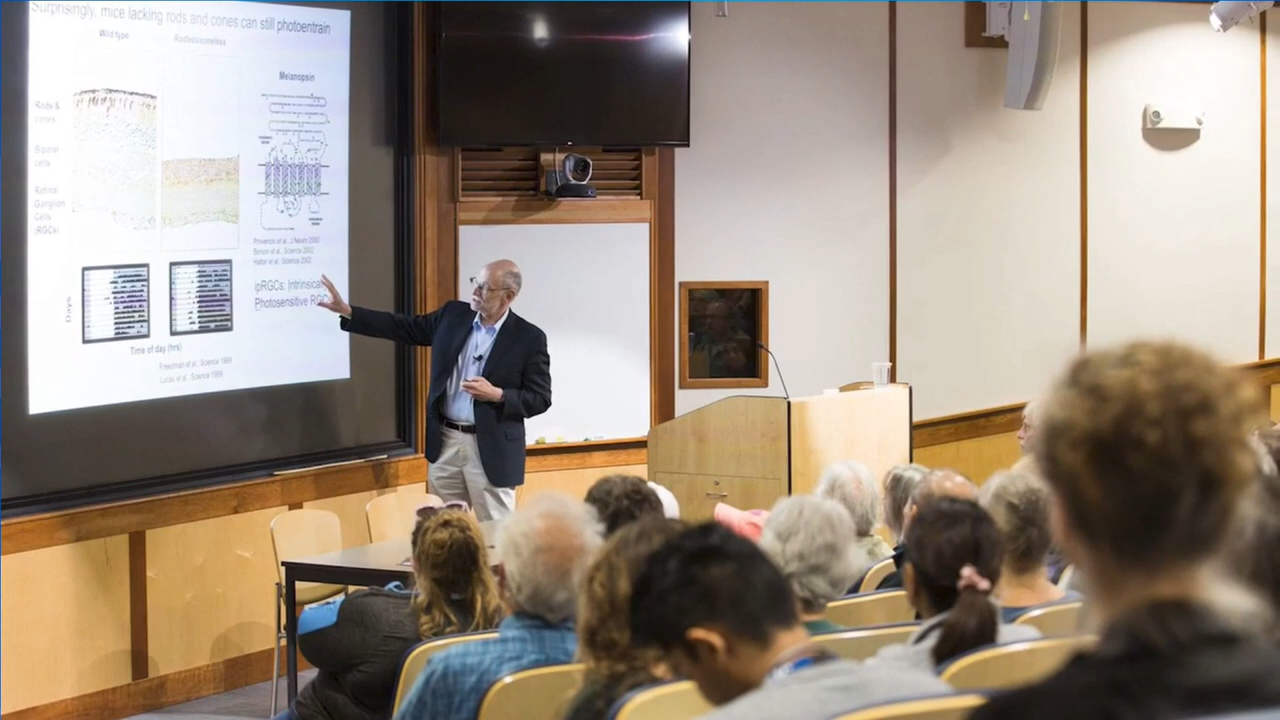 Surprisingly, mice lacking rods and cones can still photoentrain
Wild type
Rodless/coneless
Melanopsin
Rods &
cones
Bipolar
cells
Retinal
Ganglion
Cells
(RGCs)
Provencio et al., J Neuro 2000
Berson et al., Science 2002
Hattar et al., Science 2002
ipRGCs: Intrinsically
Photosensitive RGCs
Days
Time of day (hrs)
Freedman et al., Science 1999
Lucas et al., Science 1999